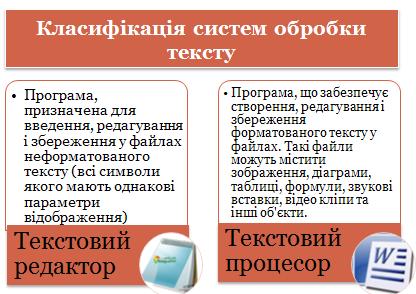 Класифікація систем обробки
тексту
• Програма,
призначена для
введення, редагування
і збереження у файлах
неформатованого
тексту (всі символи
якого мають однакові
параметри
відображення)
Текстовий
редактор
• Програма, що забезпечує
створення, редагування і
збереження
форматованого тексту у
файлах. Такі файли
можуть містити
зображення, діаграми,
таблиці, формули, звукові
вставки, відео кліпи та
інші об'єкти.
Текстовий
процесор
W